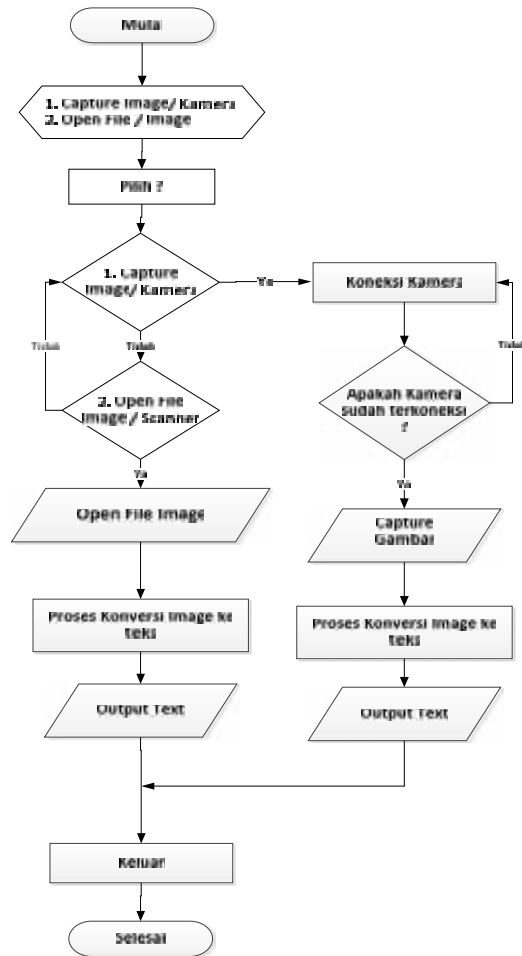 Mulai
1. Capture Image/ Kamera
2. Open File / Image
Pilih ?
1. Capture
Image/ Kamera
Ya
Koneksi Kamera
Tidak
Tidak
Tidak
2. Open File
Image / Scanner
Apakah Kamera
sudah terkoneksi
?
Ya
Ya
Open File Image
Capture
Gambar
Proses Konversi Image ke
teks
Proses Konversi Image ke
teks
Output Text
Output Text
Keluar
Selesai